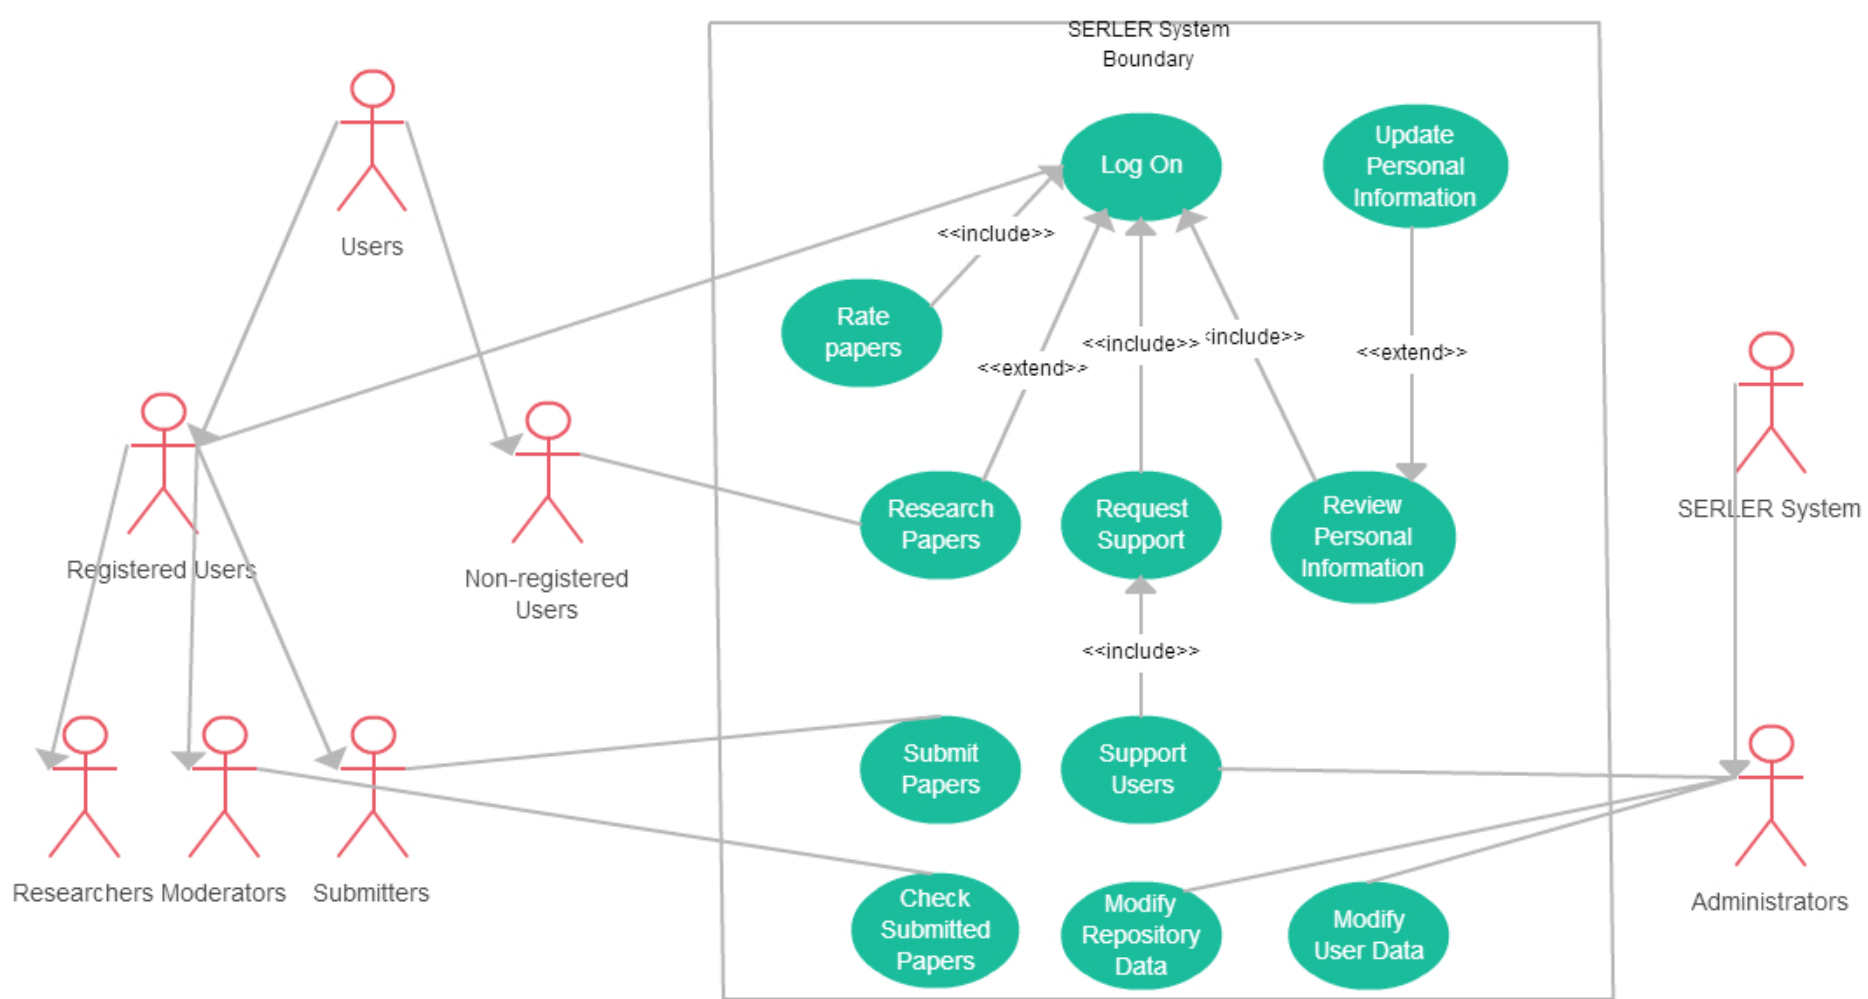 SERLER System
Boundary
Users
Log On
Update
Personal
Information
<<include>>
Rate
papers
<<extend>>
<<include>>
<include>>
<<extend>>
Registered Users
Non-registered
Users
Research
Papers
Request
Support
Review
Personal
Information
SERLER System
<<include>>
Researchers
Moderators
Submitters
Submit
Papers
Support
Users
Check
Submitted
Papers
Modify
Repository
Data
Modify
User Data
Administrators